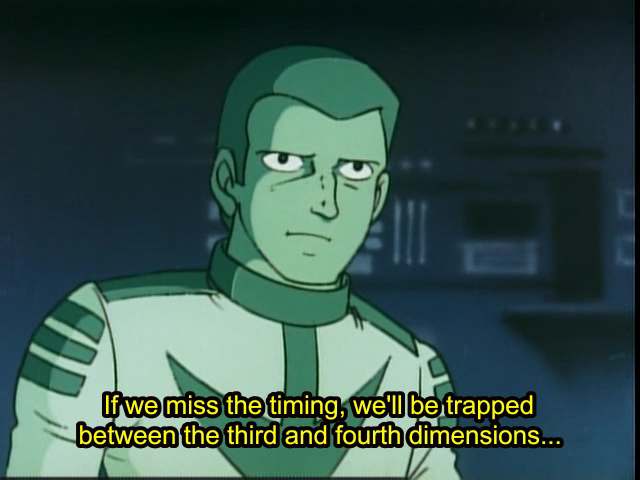 If we miss the timing, we'll be trapped
between the third and fourth dimensions...